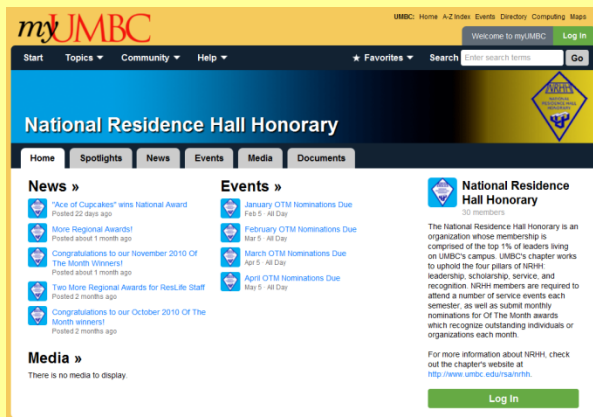 myUMBC
UMBC: Home A-Z Index Events Directory Computing Maps
Welcome to myUMBC Log In
Start Topics Community Help Favorites Search Enter search terms Go
National Residence Hall Honorary
NRHH
NATIONAL RESIDENCE HALL HONORARY
Home Spotlights News Events Media Documents
News »
"Ace of Cupcakes" wins National Award
Posted 22 days ago
More Regional Awards!
Posted about 1 month ago
Congratulations to our November 2010 Of
The Month Winners!
Posted about 1 month ago
Two More Regional Awards for ResLife Staff
Posted 2 months ago
Congratulations to our October 2010 Of The
Month winners!
Posted 2 months ago
Media »
There is no media to display.
Events »
January OTM Nominations Due
Feb 5 · All Day
February OTM Nominations Due
Mar 5 · All Day
March OTM Nominations Due
Apr 5 · All Day
April OTM Nominations Due
May 5 · All Day
National Residence
Hall Honorary
30 members
The National Residence Hall Honorary is an
organization whose membership is
comprised of the top 1% of leaders living
on UMBC's campus. UMBC's chapter works
to uphold the four pillars of NRHH:
leadership, scholarship, service, and
recognition. NRHH members are required to
attend a number of service events each
semester, as well as submit monthly
nominations for Of The Month awards
which recognize outstanding individuals or
organizations each month.
For more information about NRHH, check
out the chapter's website at
http://www.umbc.edu/rsa/nrhh.
Log In